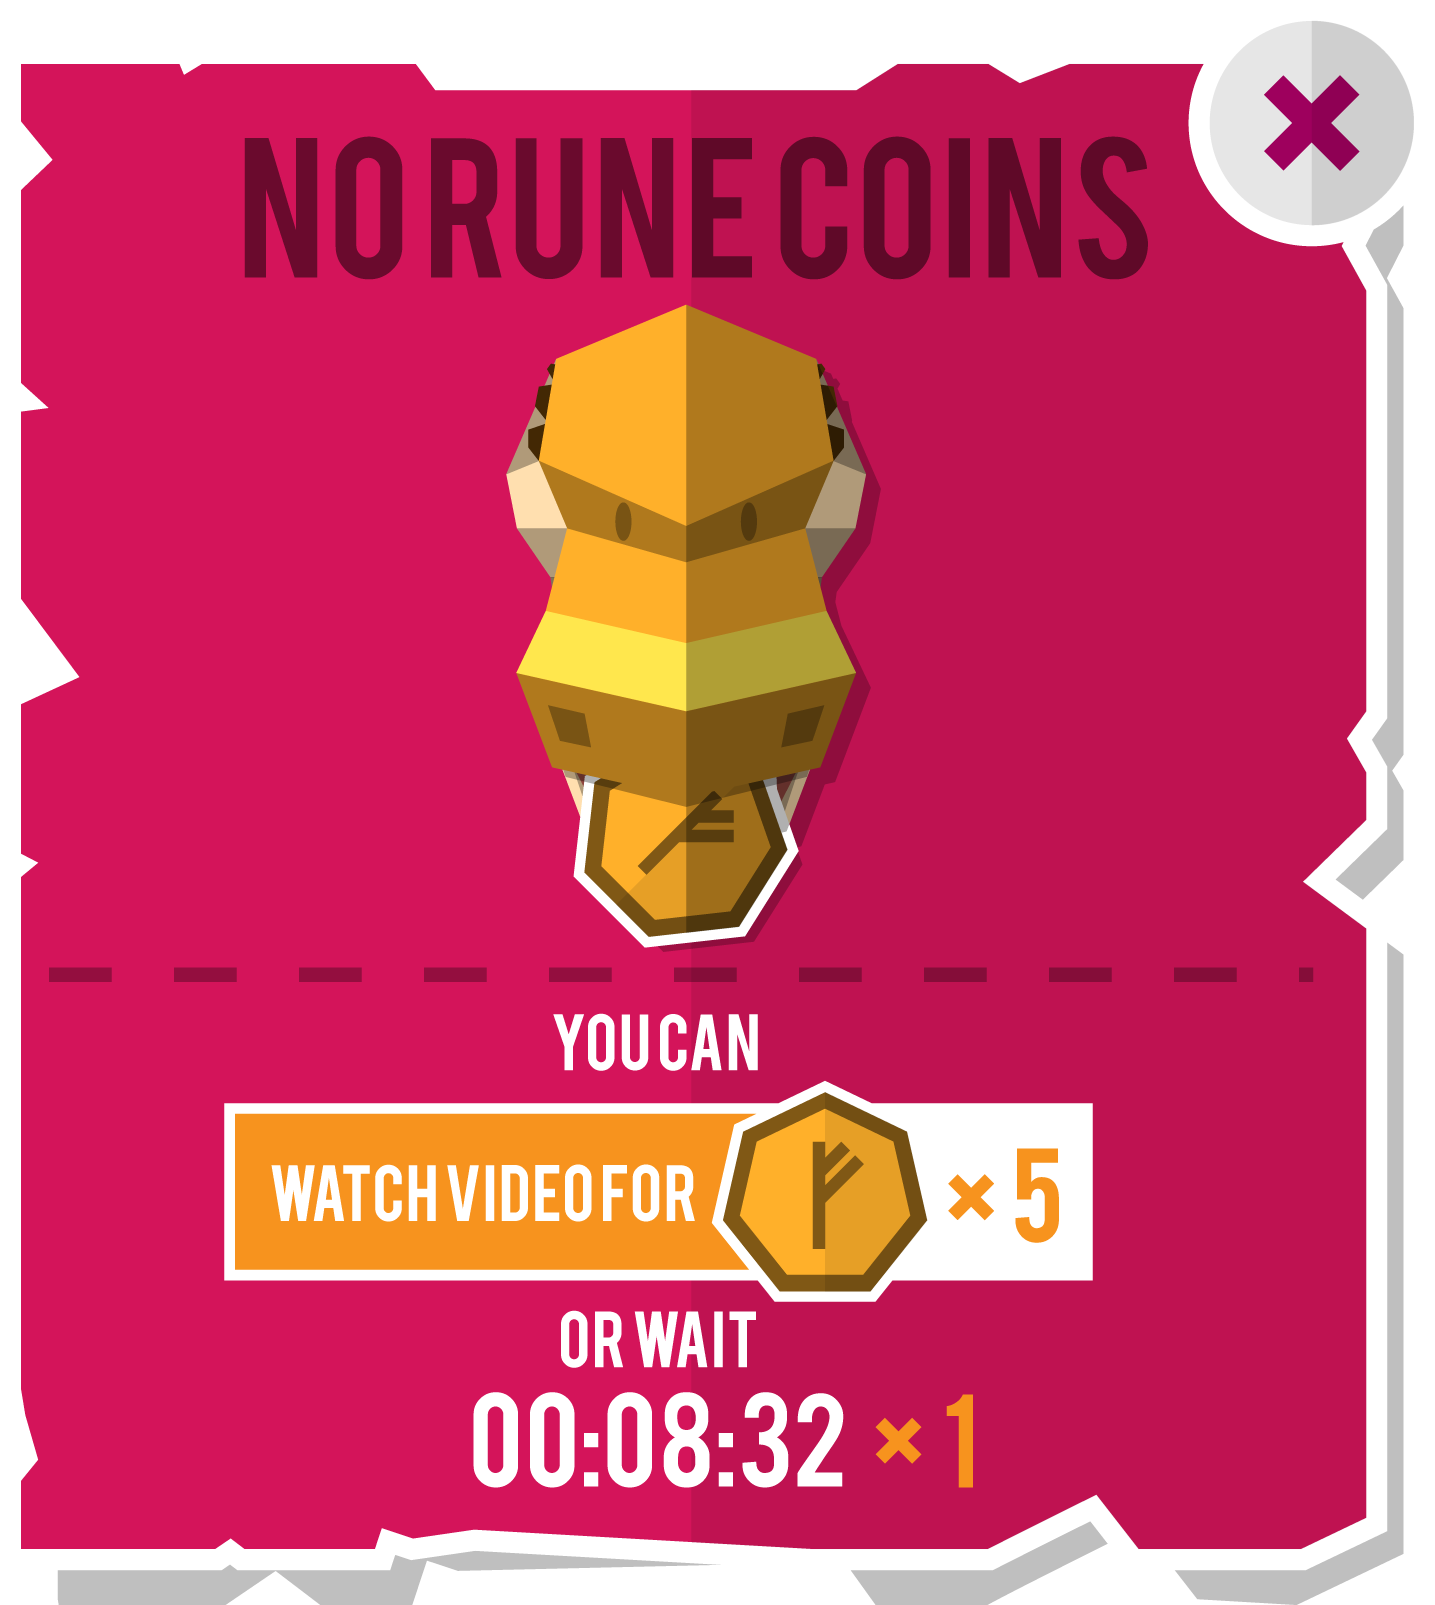 NO RUNE COINS
YOU CAN
WATCH VIDEO FOR × 5
OR WAIT
00:08:32 × 1